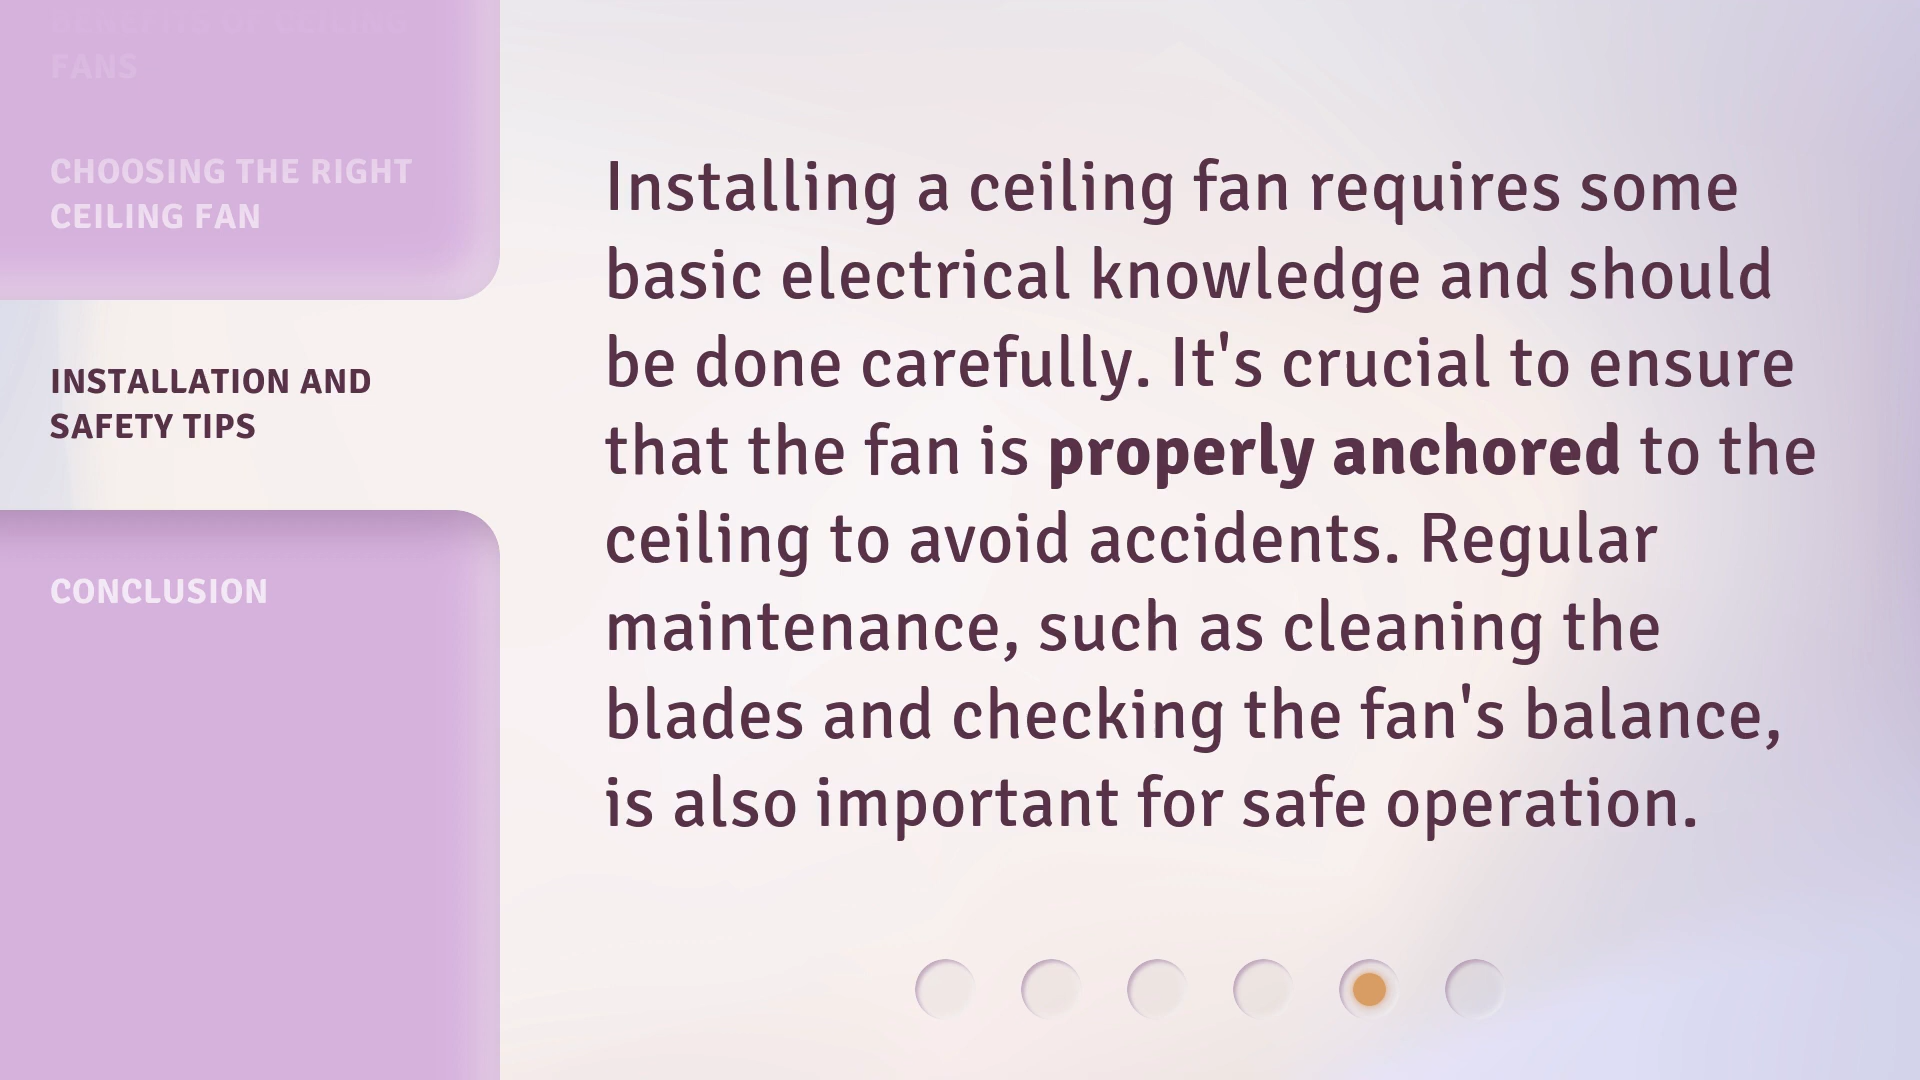 BENEFITS OF CEILING
FANS
CHOOSING THE RIGHT
CEILING FAN
INSTALLATION AND
SAFETY TIPS
CONCLUSION
Installing a ceiling fan requires some
basic electrical knowledge and should
be done carefully. It's crucial to ensure
that the fan is properly anchored to the
ceiling to avoid accidents. Regular
maintenance, such as cleaning the
blades and checking the fan's balance,
is also important for safe operation.